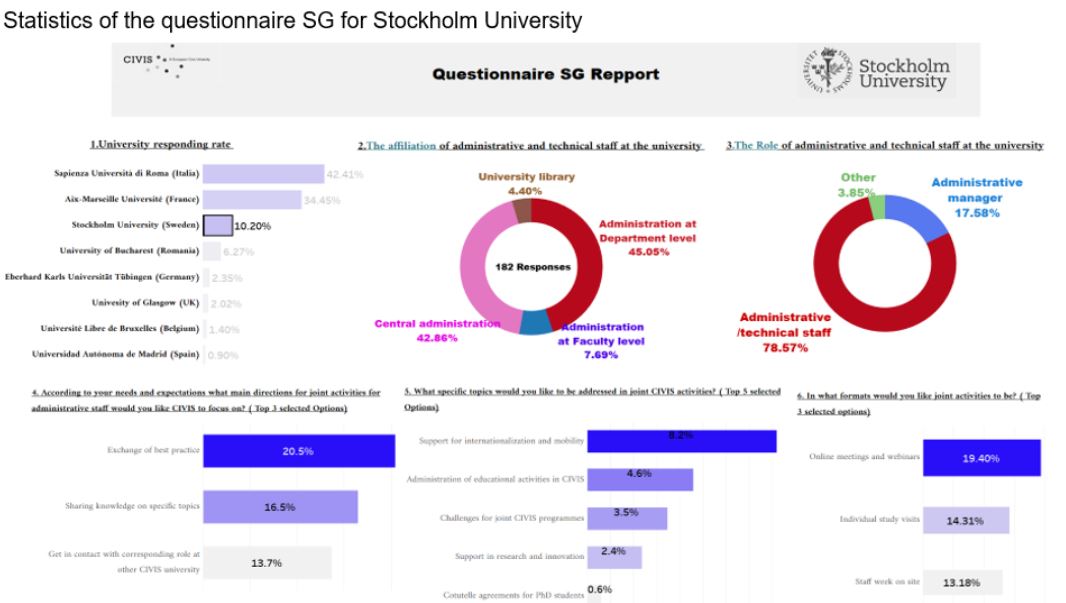 Statistics of the questionnaire SG for Stockholm University
CIVIS
A European Civic University
Questionnaire SG Repport
Stockholm
University
1.University responding rate
Sapienza Università di Roma (Italia)
42.41%
Aix-Marseille Université (France)
34.45%
Stockholm University (Sweden)
10.20%
University of Bucharest (Romania)
6.27%
Eberhard Karls Universität Tübingen (Germany)
2.35%
Univesity of Glasgow (UK)
2.02%
Université Libre de Bruxelles (Belgium)
1.40%
Universidad Autónoma de Madrid (Spain)
0.90%
2.The affiliation of administrative and technical staff at the university
University library
4.40%
Administration at
Department level
45.05%
182 Responses
Central administration
42.86%
Administration
at Faculty level
7.69%
3.The Role of administrative and technical staff at the university
Other
3.85%
Administrative
manager
17.58%
Administrative
/technical staff
78.57%
4. According to your needs and expectations what main directions for joint activities for
administrative staff would you like CIVIS to focus on? ( Top 3 selected Options)
Exchange of best practice
20.5%
Sharing knowledge on specific topics
16.5%
Get in contact with corresponding role at
other CIVIS university
13.7%
5. What specific topics would you like to be addressed in joint CIVIS activities? ( Top 5 selected
Options)
Support for internationalization and mobility
8.2%
Administration of educational activities in CIVIS
4.6%
Challenges for joint CIVIS programmes
3.5%
Support in research and innovation
2.4%
Cotutelle agreements for PhD students
0.6%
6. In what formats would you like joint activities to be? ( Top
3 selected options)
Online meetings and webinars
19.40%
Individual study visits
14.31%
Staff week on site
13.18%